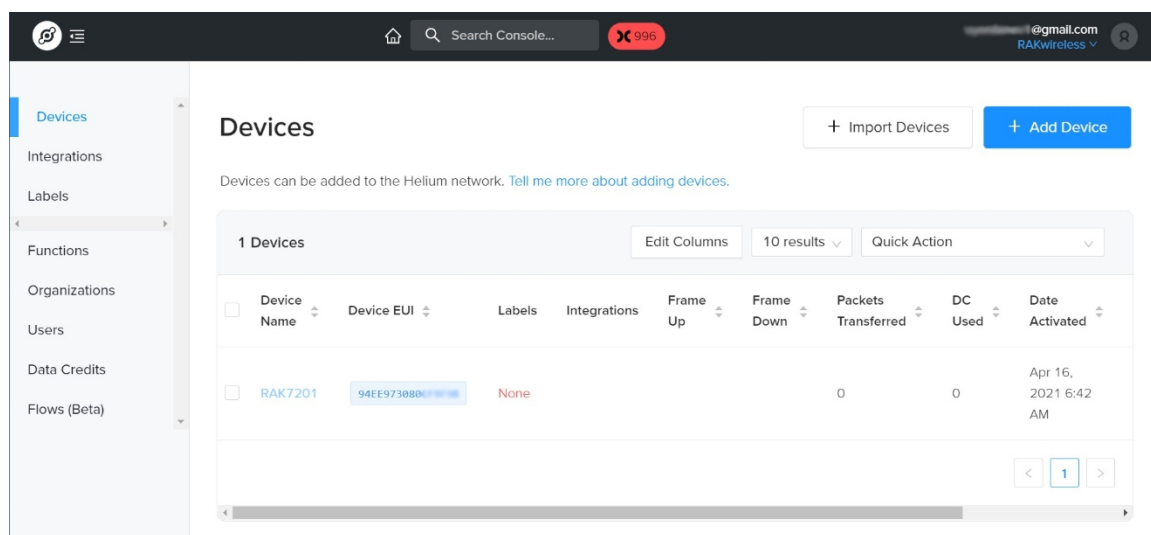 Search Console...
996
@gmail.com
RAKwireless
R
Devices
Integrations
Labels
Functions
Organizations
Users
Data Credits
Flows (Beta)
Devices
+ Import Devices
+ Add Device
Devices can be added to the Helium network. Tell me more about adding devices.
1 Devices
Edit Columns
10 results
Quick Action
Device Name
Device EUI
Labels
Integrations
Frame Up
Frame Down
Packets Transferred
DC Used
Date Activated
RAK7201
94EE973080
None
0
0
Apr 16,
2021 6:42
AM
< 1 >